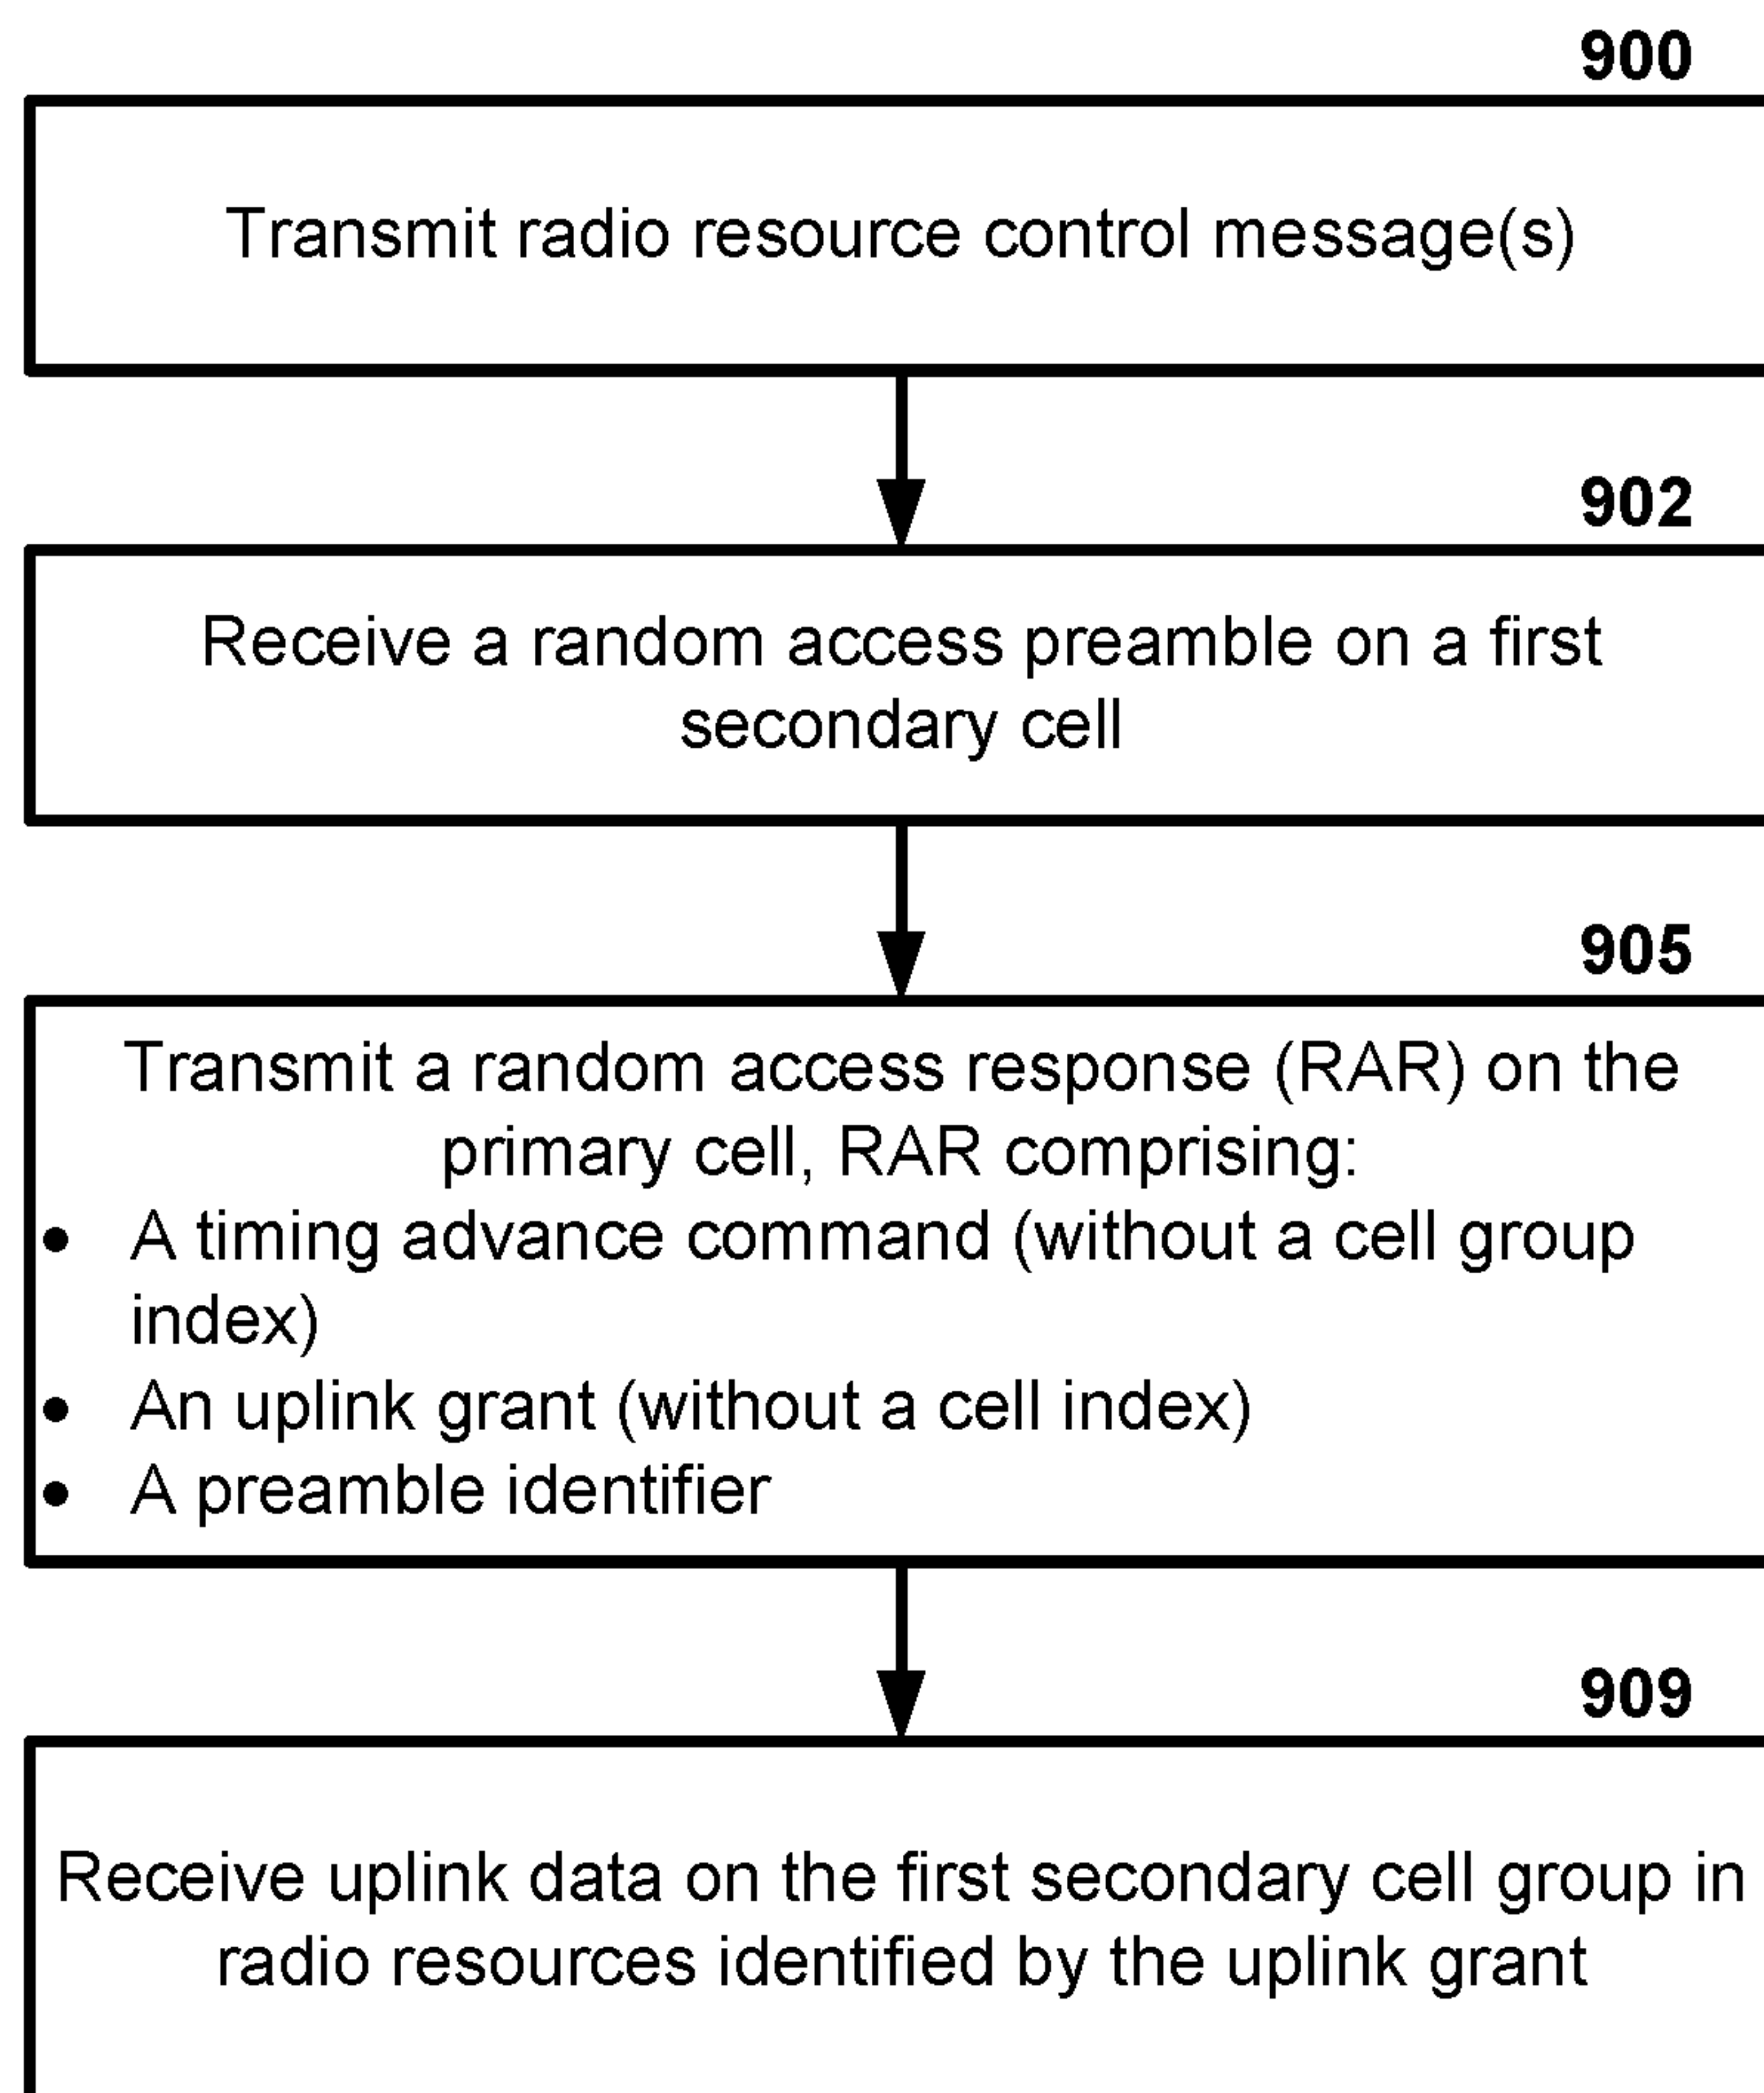 900
Transmit radio resource control message(s)
902
Receive a random access preamble on a first
secondary cell
905
Transmit a random access response (RAR) on the
primary cell, RAR comprising:
• A timing advance command (without a cell group
index)
• An uplink grant (without a cell index)
• A preamble identifier
909
Receive uplink data on the first secondary cell group in
radio resources identified by the uplink grant